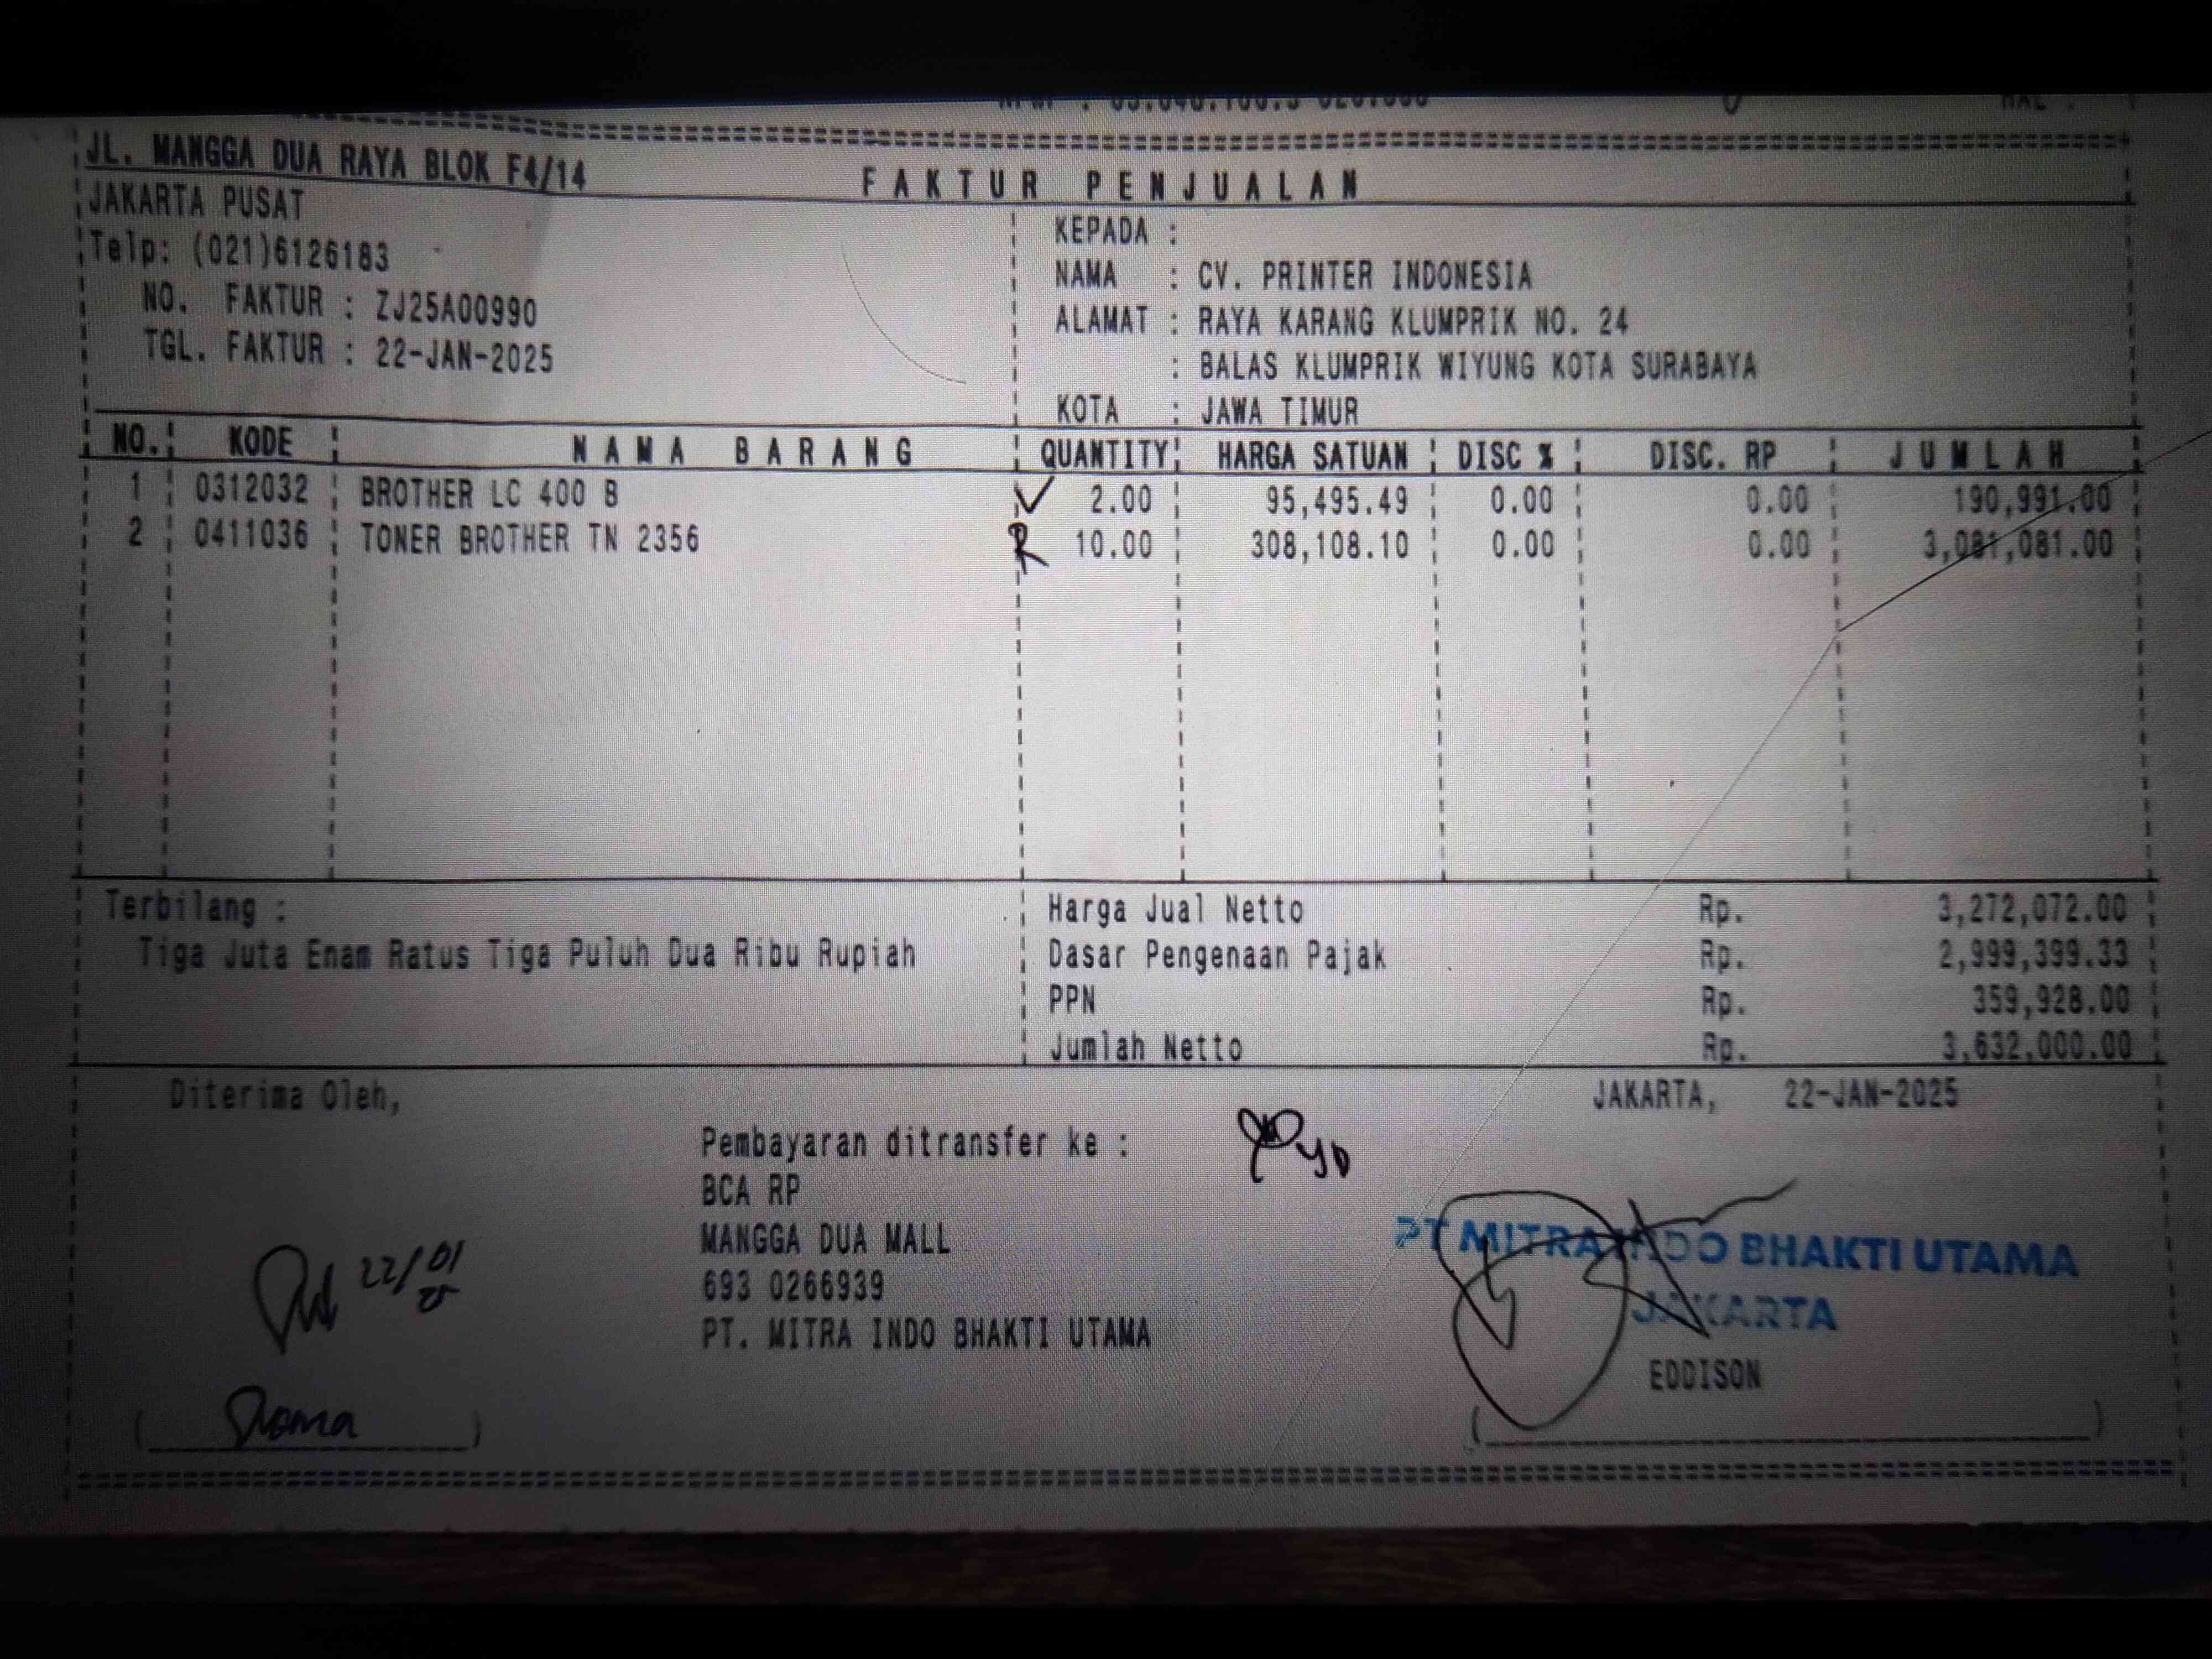 JL. MANGGA DUA RAYA BLOK F4/14
FAKTUR PENJUALAN
JAKARTA PUSAT
Telp: (021)6126183
NO. FAKTUR : ZJ25A00990
TGL. FAKTUR : 22-JAN-2025
KEPADA :
NAMA : CV. PRINTER INDONESIA
ALAMAT : RAYA KARANG KLUMPRIK NO. 24
: BALAS KLUMPRIK WIYUNG KOTA SURABAYA
KOTA : JAWA TIMUR
NO. KODE NAMA BARANG QUANTITY HARGA SATUAN DISC % DISC. RP JUMLAH
1 0312032 BROTHER LC 400 B 2.00 95,495.49 0.00 0.00 190,991.00
2 0411036 TONER BROTHER TN 2356 R 10.00 308,108.10 0.00 0.00 3,081,081.00
Terbilang :
Tiga Juta Enam Ratus Tiga Puluh Dua Ribu Rupiah
Harga Jual Netto Rp. 3,272,072.00
Dasar Pengenaan Pajak Rp. 2,999,399.33
PPN Rp. 359,928.00
Jumlah Netto Rp. 3,632,000.00
Diterima Oleh,
JAKARTA, 22-JAN-2025
Pembayaran ditransfer ke :
BCA RP
MANGGA DUA MALL
693 0266939
PT. MITRA INDO BHAKTI UTAMA
22/01
PT MITRA INDO BHAKTI UTAMA
JAKARTA
EDDISON